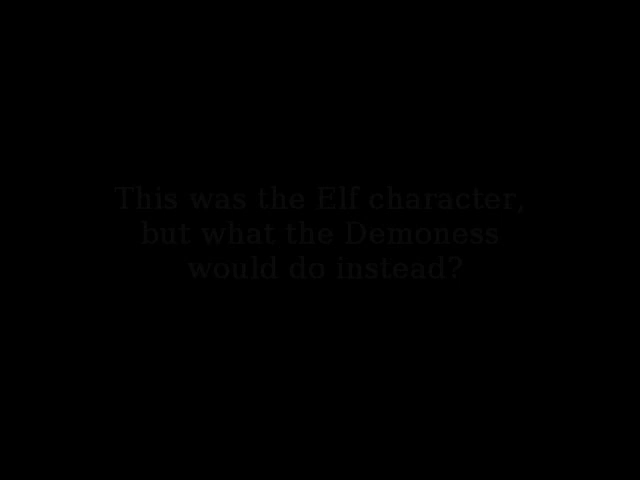 This was the Elf character,
but what the Demoness
would do instead?